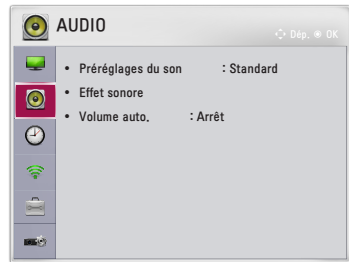 AUDIO
Dép. OK
• Préréglages du son : Standard
• Effet sonore
• Volume auto. : Arrêt